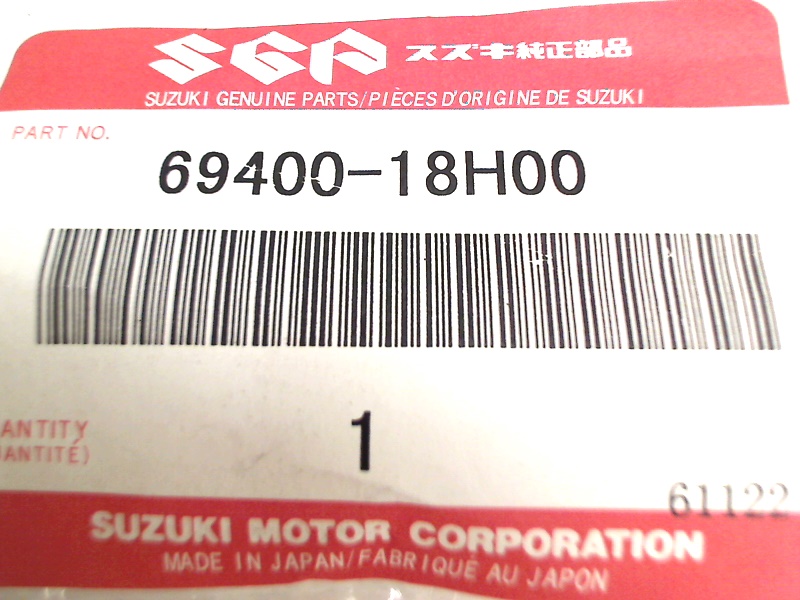 SGP スズキ純正部品
SUZUKI GENUINE PARTS/PIÈCES D'ORIGINE DE SUZUKI
PART NO.
69400-18H00
ANTITY
ANTITÉ)
1
61122
SUZUKI MOTOR CORPORATION
MADE IN JAPAN/FABRIQUÉ AU JAPON